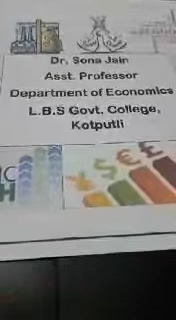 Dr. Sona Jain
Asst. Professor
Department of Economics
L.B.S Govt. College,
Kotputli